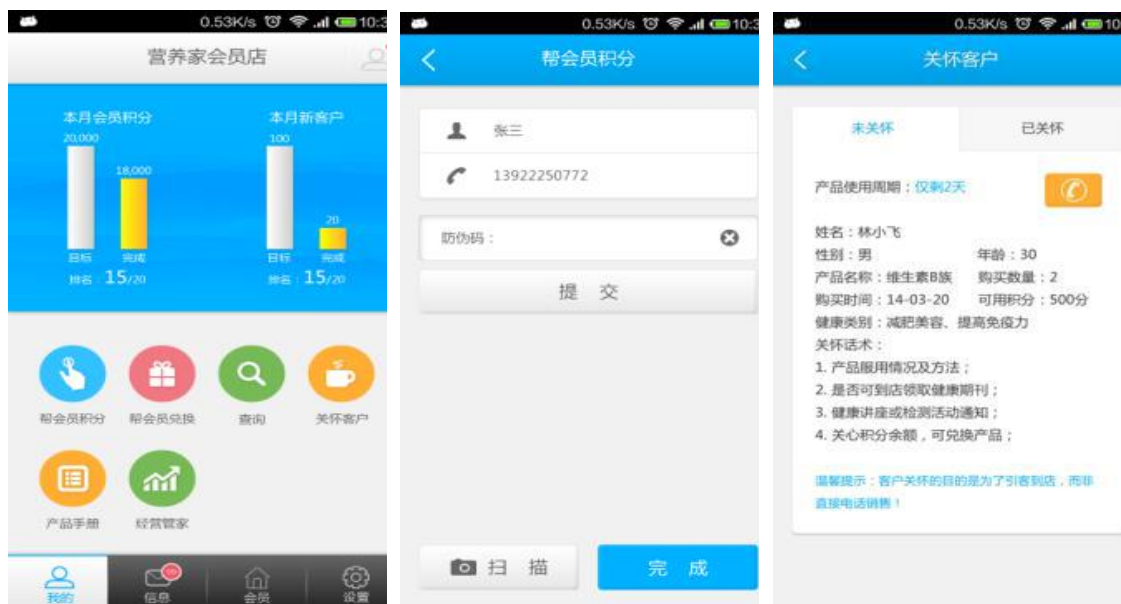 0.53K/s
10:3
营养家会员店
本月会员积分
本月新客户
20,000
100
18,000
20
目标
完成
目标
完成
排名：15/20
排名：15/20
帮会员积分
帮会员兑换
查询
关怀客户
产品手册
经营管家
我的
信息
会员
设置
0.53K/s
10:3
帮会员积分
张三
13922250772
防伪码：
提 交
扫 描
完 成
0.53K/s
10
关怀客户
未关怀
已关怀
产品使用周期：仅剩2天
姓名：林小飞
性别：男 年龄：30
产品名称：维生素B族 购买数量：2
购买时间：14-03-20 可用积分：500分
健康类别：减肥美容、提高免疫力
关怀话术：
1. 产品服用情况及方法；
2. 是否可到店领取健康期刊；
3. 健康讲座或检测活动通知；
4. 关心积分余额，可兑换产品；
温馨提示：客户关怀的目的是为了引客到店，而非
直接电话销售！